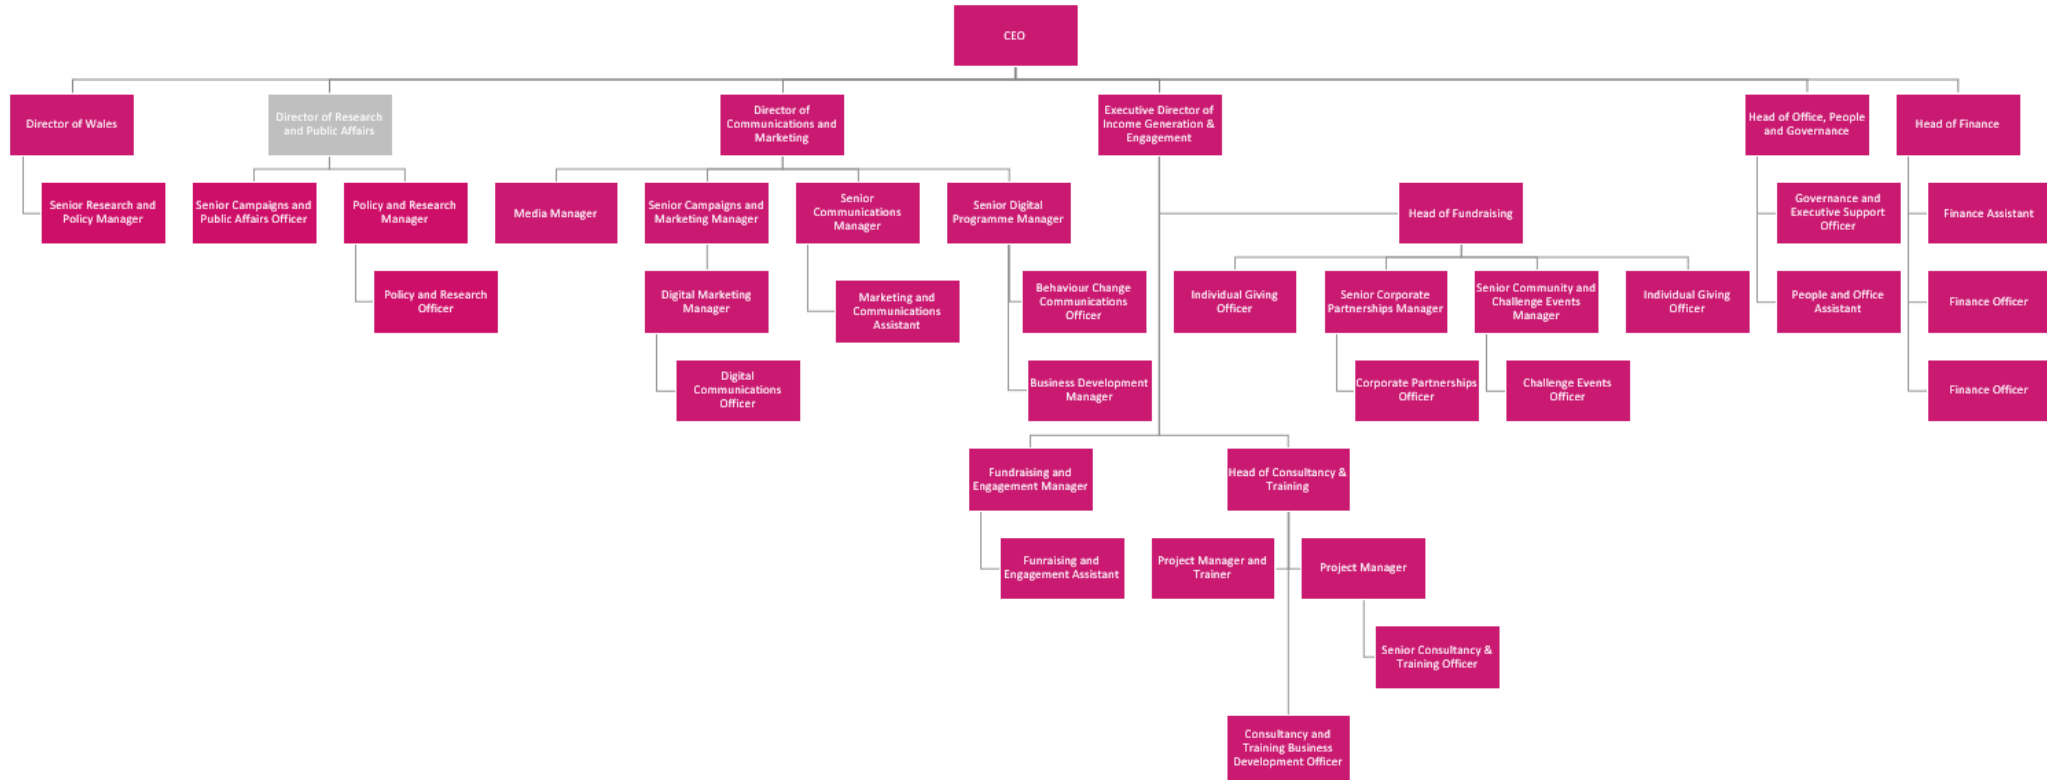 CEO
Director of Wales
Director of Research
and Public Affairs
Director of
Communications and
Marketing
Executive Director of
Income Generation &
Engagement
Head of Office, People
and Governance
Head of Finance
Senior Research and
Policy Manager
Senior Campaigns and
Public Affairs Officer
Policy and Research
Manager
Media Manager
Senior Campaigns and
Marketing Manager
Senior
Communications
Manager
Senior Digital
Programme Manager
Head of Fundraising
Governance and
Executive Support
Officer
Finance Assistant
Policy and Research
Officer
Digital Marketing
Manager
Marketing and
Communications
Assistant
Behaviour Change
Communications
Officer
Individual Giving
Officer
Senior Corporate
Partnerships Manager
Senior Community and
Challenge Events
Manager
Individual Giving
Officer
People and Office
Assistant
Finance Officer
Digital
Communications
Officer
Business Development
Manager
Corporate Partnerships
Officer
Challenge Events
Officer
Finance Officer
Fundraising and
Engagement Manager
Head of Consultancy &
Training
Funraising and
Engagement Assistant
Project Manager and
Trainer
Project Manager
Senior Consultancy &
Training Officer
Consultancy and
Training Business
Development Officer